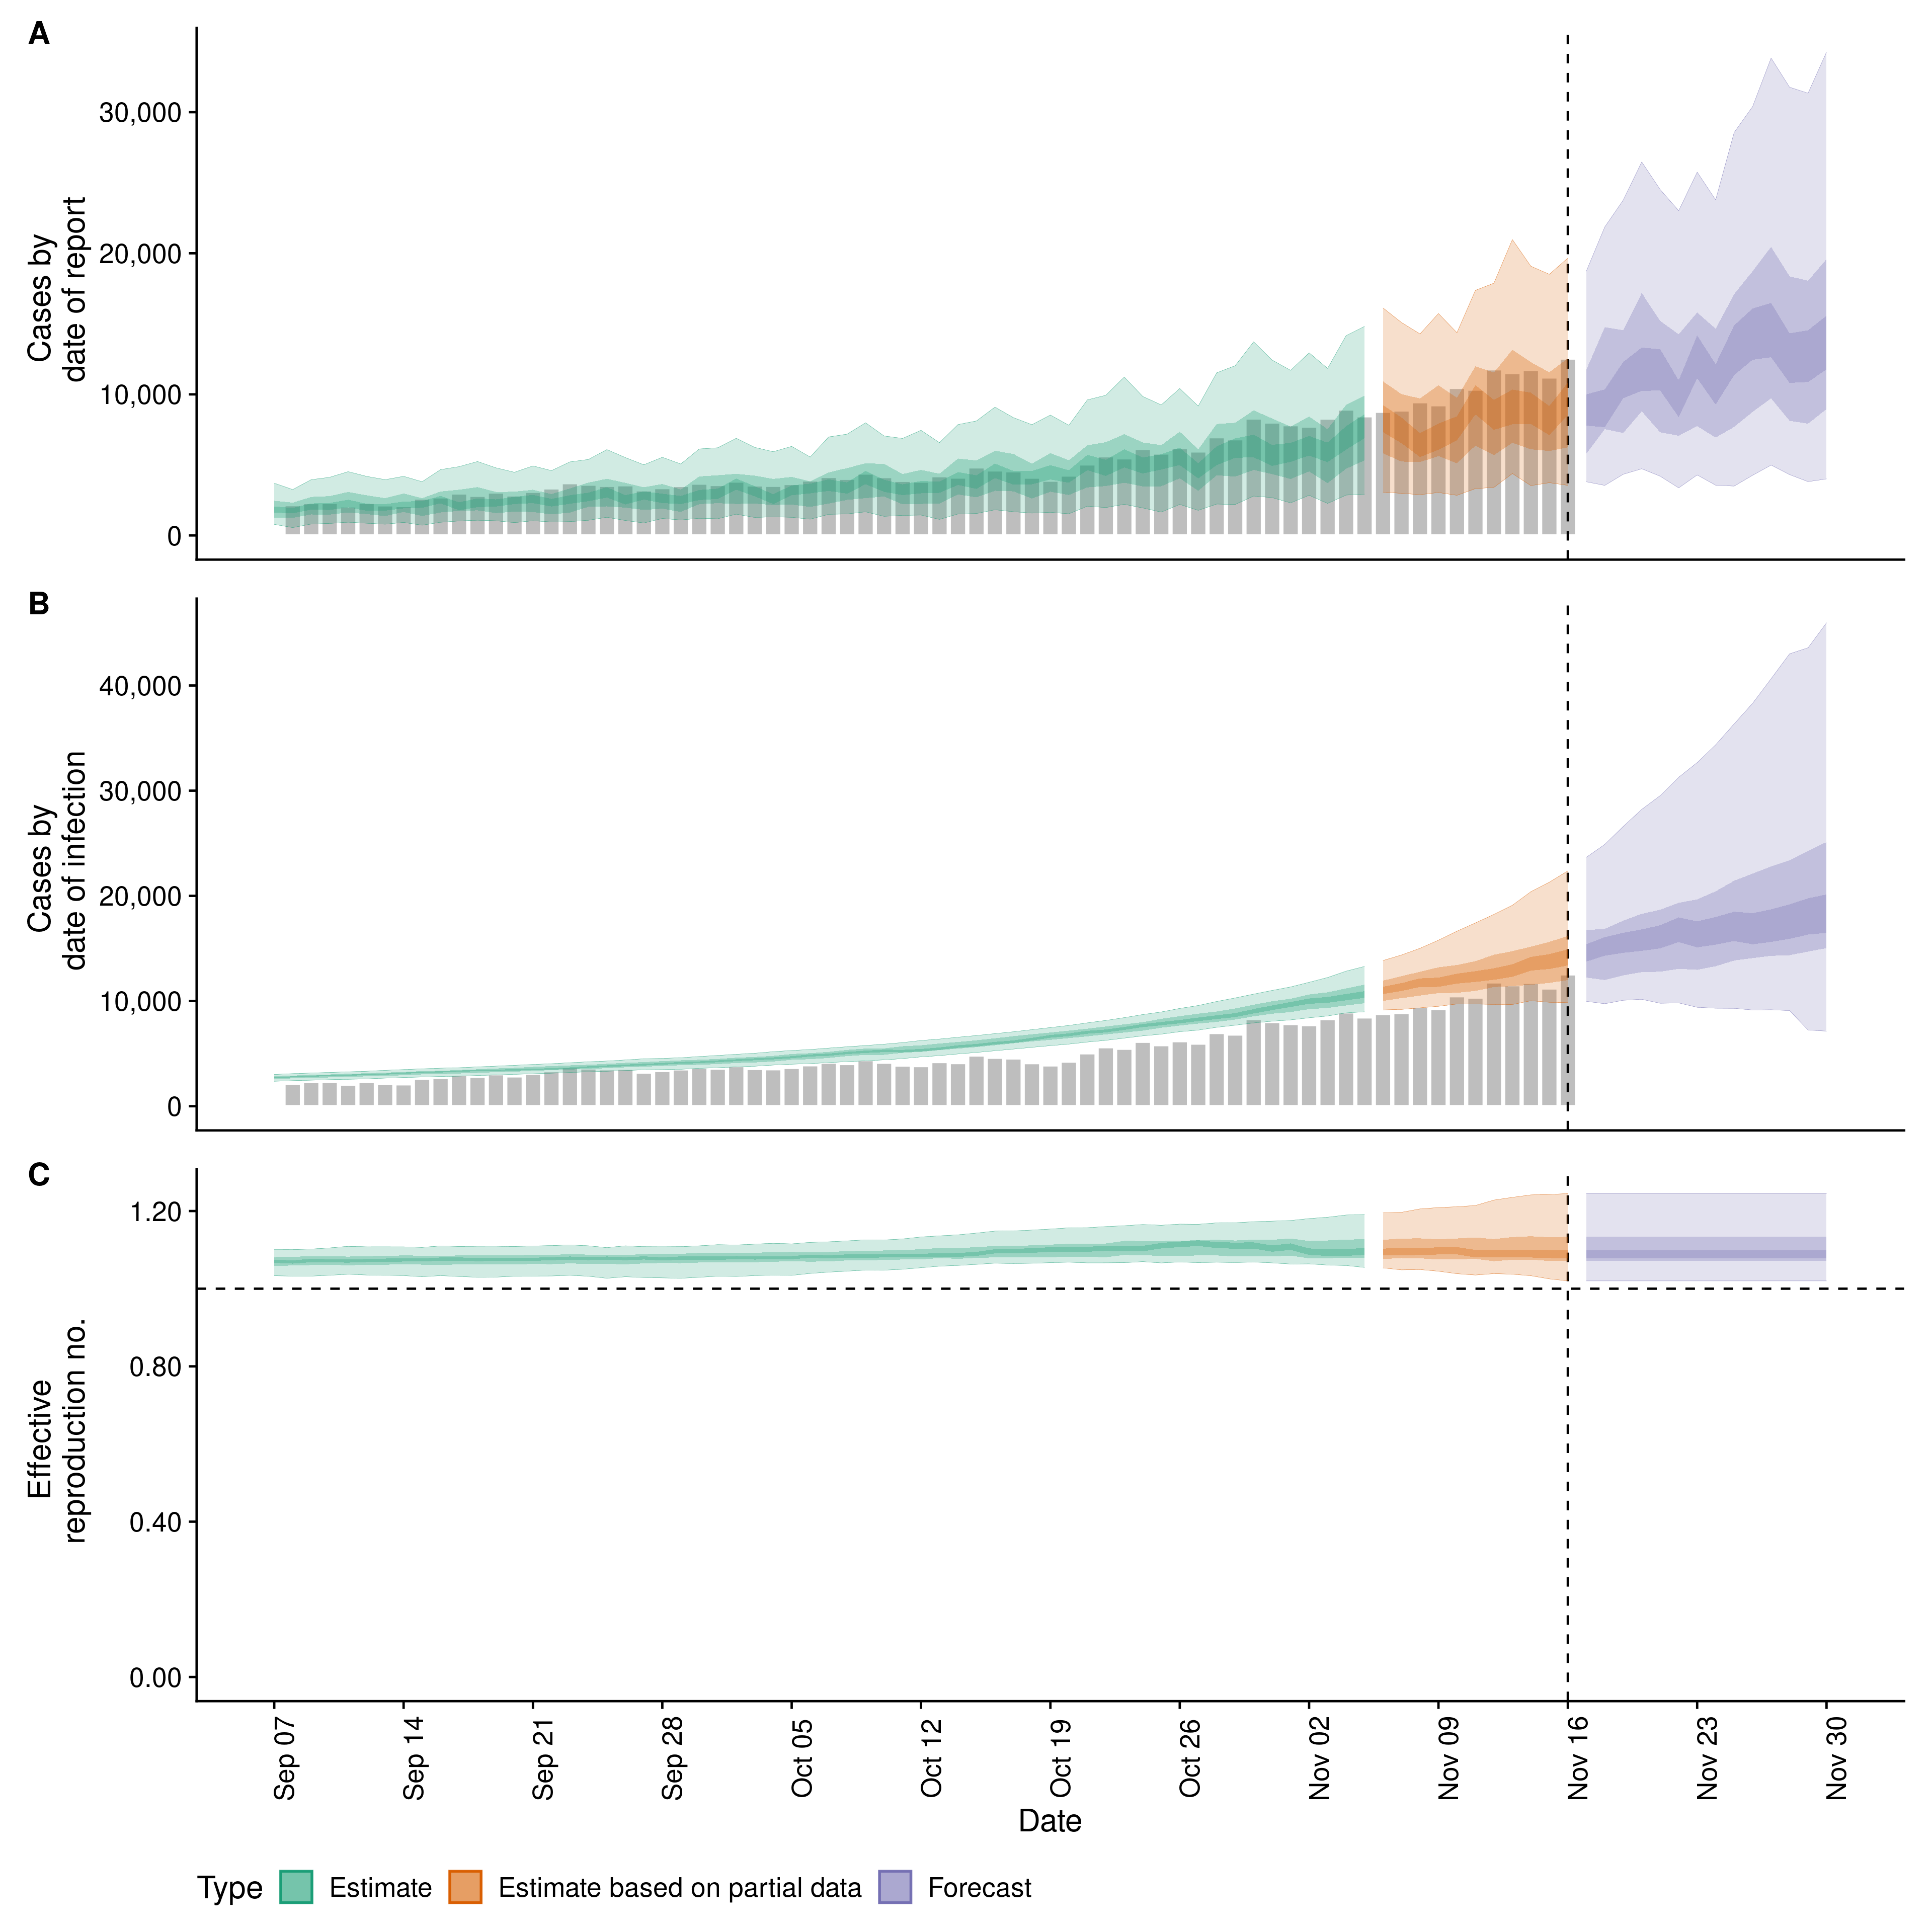 A
Cases by
date of report
30,000
20,000
10,000
0
B
Cases by
date of infection
40,000
30,000
20,000
10,000
0
C
Effective
reproduction no.
1.20
0.80
0.40
0.00
Sep 07
Sep 14
Sep 21
Sep 28
Oct 05
Oct 12
Oct 19
Oct 26
Nov 02
Nov 09
Nov 16
Nov 23
Nov 30
Date
Type Estimate Estimate based on partial data Forecast